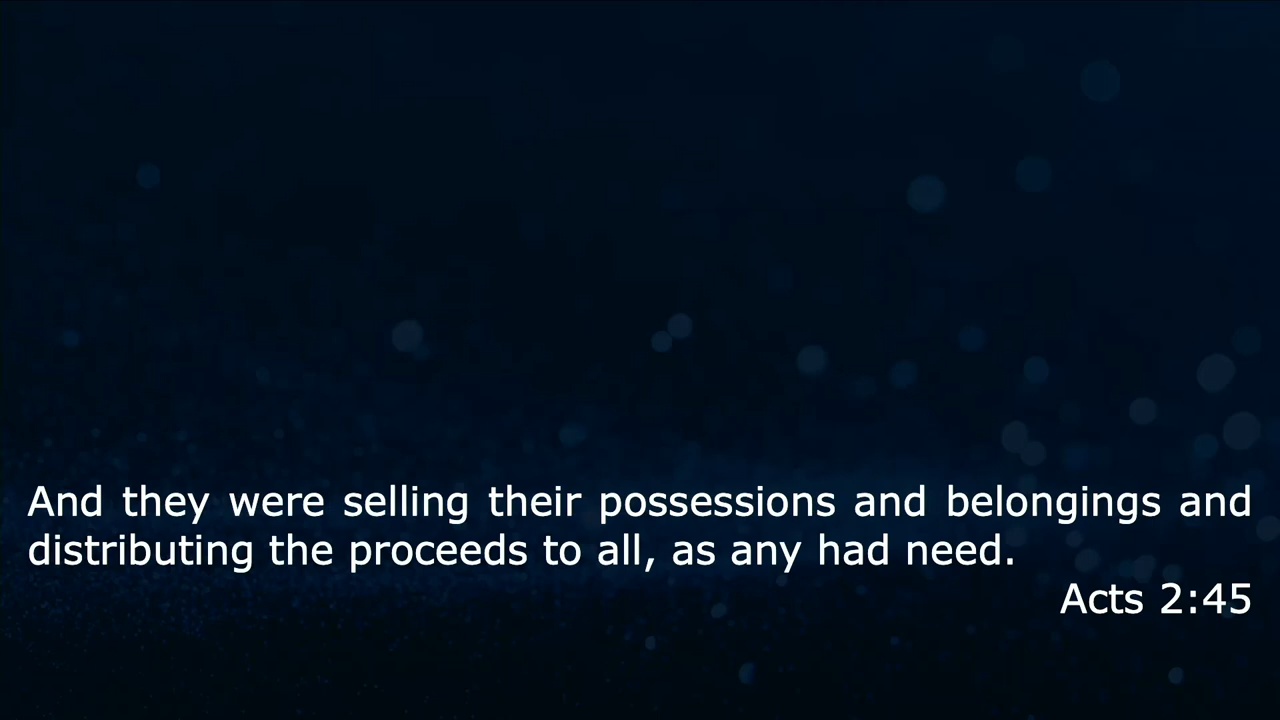 And they were selling their possessions and belongings and
distributing the proceeds to all, as any had need.
Acts 2:45